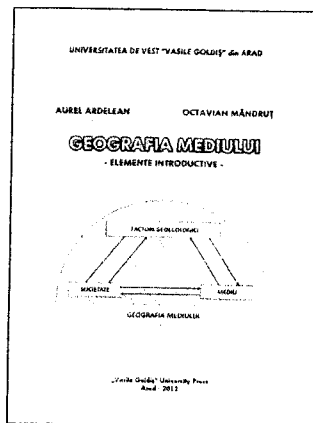 UNIVERSITATEA DE VEST "VASILE GOLDIŞ" din ARAD
AUREL ARDELEAN OCTAVIAN MÂNDRUŢ
GEOGRAFIA MEDIULUI
- ELEMENTE INTRODUCTIVE -
FACTORI GEOECOLOGICI
SOCIETATE MEDIU
GEOGRAFIA MEDIULUI
„Vasile Goldiş" University Press
Arad - 2012